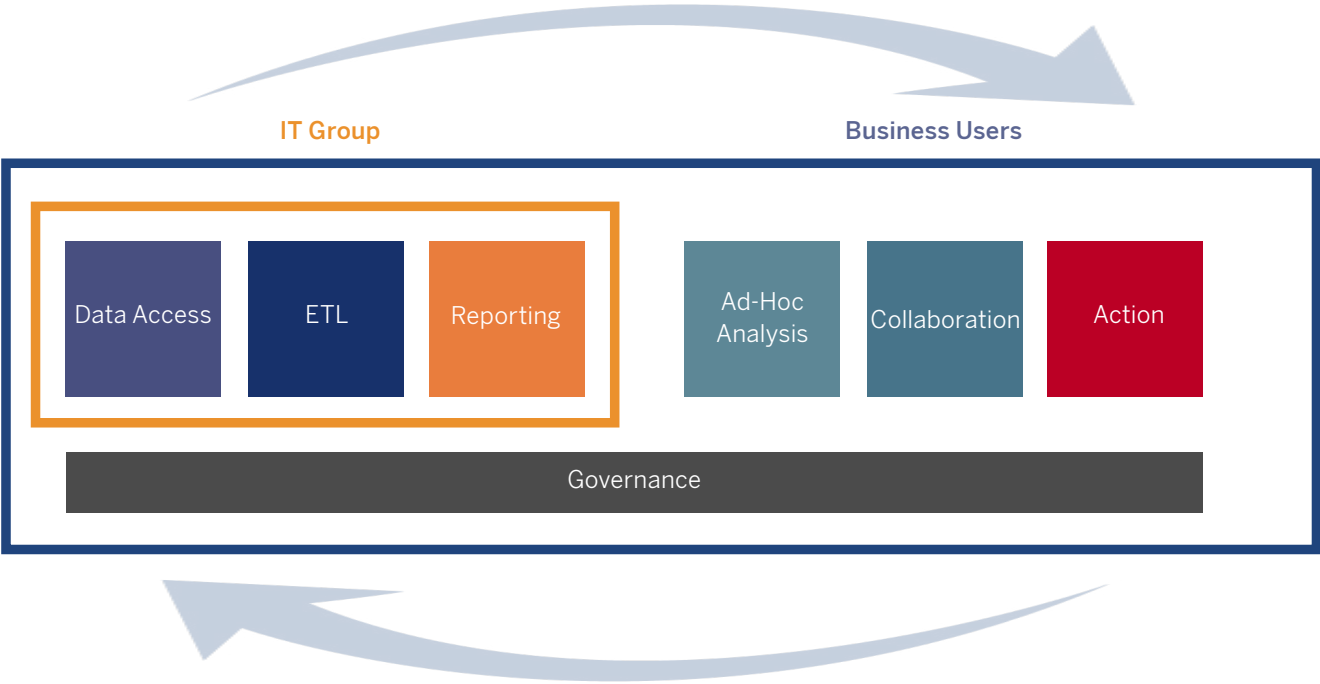 IT Group
Business Users
Data Access
ETL
Reporting
Ad-Hoc
Analysis
Collaboration
Action
Governance